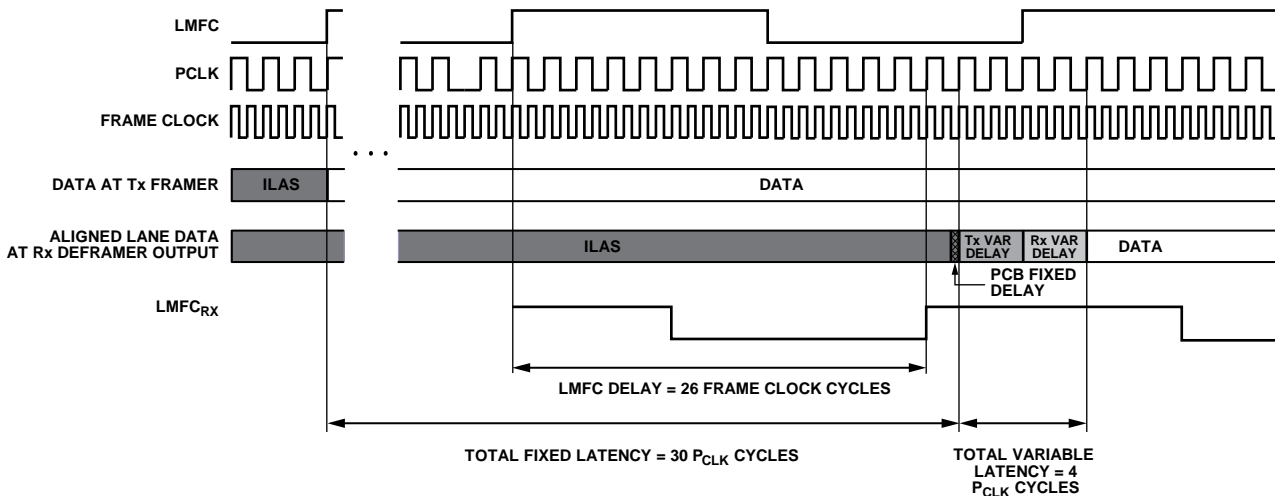 LMFC
PCLK
FRAME CLOCK
. . .
DATA AT Tx FRAMER
ILAS
DATA
ALIGNED LANE DATA
AT Rx DEFRAMER OUTPUT
ILAS
Tx VAR
DELAY
Rx VAR
DELAY
DATA
PCB FIXED
DELAY
LMFCRX
LMFC DELAY = 26 FRAME CLOCK CYCLES
TOTAL FIXED LATENCY = 30 PCLK CYCLES
TOTAL VARIABLE
LATENCY = 4
PCLK CYCLES